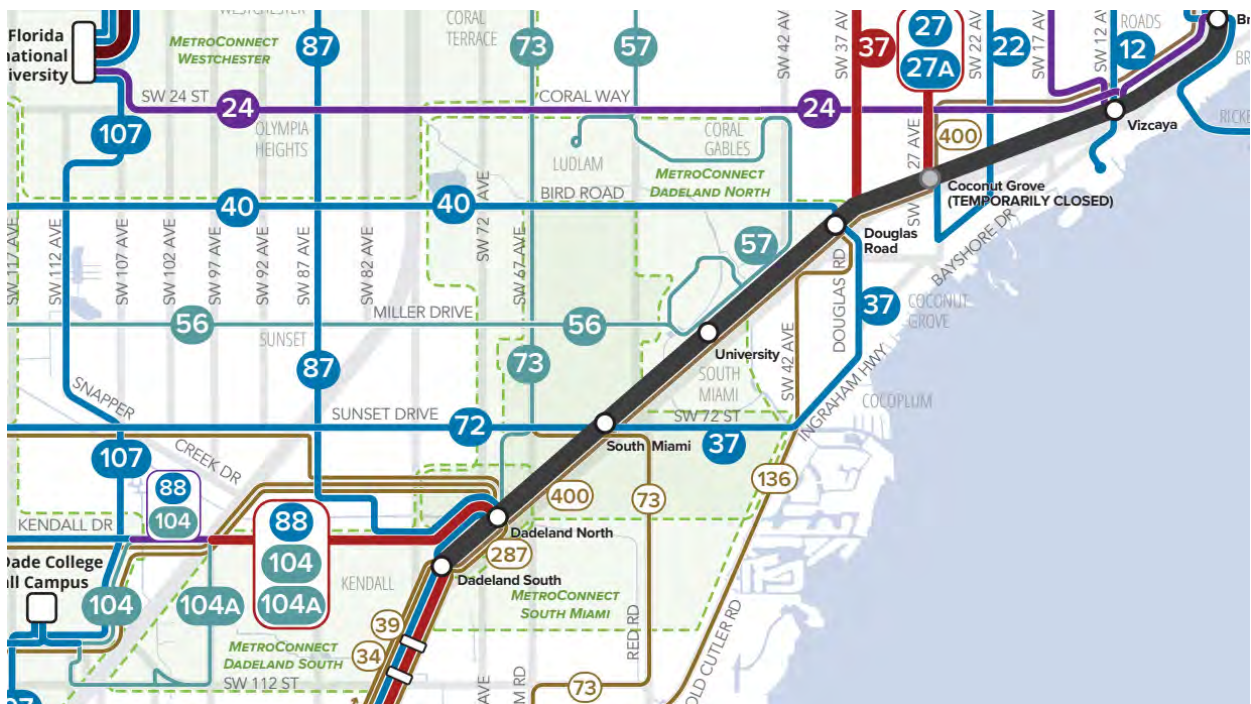 CORAL
TERRACE
Florida
national
iversity
METROCONNECT
WESTCHESTER
87
73
57
SW 42 AVE
SW 37 AVE
37
27
27A
SW 22 AVE
22
SW 17 AVE
SW 12 AVE
ROADS
12
Br
SW 24 ST
24
CORAL WAY
24
RICKE
Vizcaya
107
OLYMPIA
HEIGHTS
LUDLAM
CORAL
GABLES
27 AVE
400
METROCONNECT
DADELAND NORTH
40
40
BIRD ROAD
Coconut Grove
(TEMPORARILY CLOSED)
Douglas
Road
SW 117 AVE
SW 112 AVE
SW 107 AVE
SW 102 AVE
SW 97 AVE
SW 92 AVE
SW 87 AVE
SW 82 AVE
SW 72 AVE
SW 67 AVE
57
BAYSHORE DR
56
MILLER DRIVE
56
SUNSET
DOUGLAS RD
37
COCONUT
GROVE
University
SOUTH
MIAMI
SW 42 AVE
87
73
INGRAHAM HWY
COCOPLUM
SNAPPER
CREEK DR
SUNSET DRIVE
72
SW 72 ST
37
South Miami
107
88
104
136
400
73
KENDALL DR
88
104
104A
Dadeland North
287
Dade College
ll Campus
Dadeland South
KENDALL
104
104A
METROCONNECT
SOUTH MIAMI
39
34
RED RD
OLD CUTLER RD
METROCONNECT
DADELAND SOUTH
SW 112 ST
73
AVE
M RD